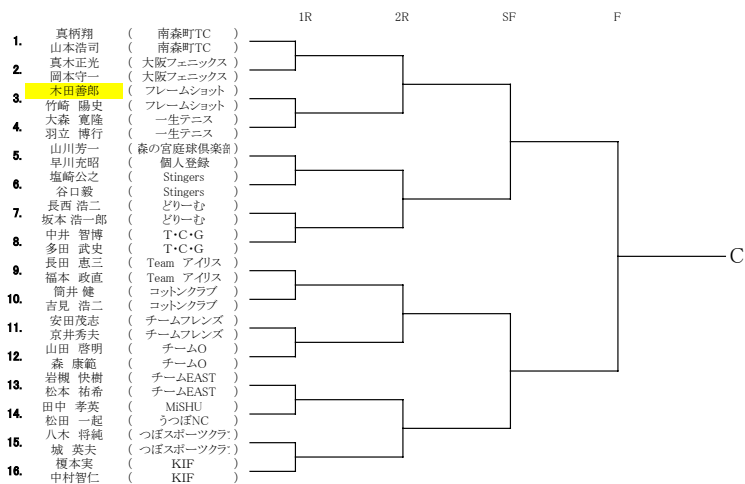 1R 2R SF F
真柄翔 ( 南森町TC )
1.
山本浩司 ( 南森町TC )
真木正光 ( 大阪フェニックス )
2.
岡本守一 ( 大阪フェニックス )
木田善郎 ( フレームショット )
3.
竹崎 陽史 ( フレームショット )
大森 寛隆 ( 一生テニス )
4.
羽立 博行 ( 一生テニス )
山川芳一 ( 森の宮庭球倶楽部 )
5.
早川充昭 ( 個人登録 )
塩崎公之 ( Stingers )
6.
谷口毅 ( Stingers )
長西 浩二 ( どりーむ )
7.
坂本 浩一郎 ( どりーむ )
中井 智博 ( T・C・G )
8.
多田 武史 ( T・C・G )
長田 恵三 ( Team アイリス )
9.
福本 政直 ( Team アイリス )
C
筒井 健 ( コットンクラブ )
10.
吉見 浩二 ( コットンクラブ )
安田茂志 ( チームフレンズ )
11.
京井秀夫 ( チームフレンズ )
山田 啓明 ( チームO )
12.
森 康範 ( チームO )
岩槻 快樹 ( チームEAST )
13.
松本 祐希 ( チームEAST )
田中 孝英 ( MiSHU )
14.
松田 一起 ( うつぼNC )
八木 将純 ( つぼスポーツクラ )
15.
城 英夫 ( つぼスポーツクラ )
榎本実 ( KIF )
16.
中村智仁 ( KIF )